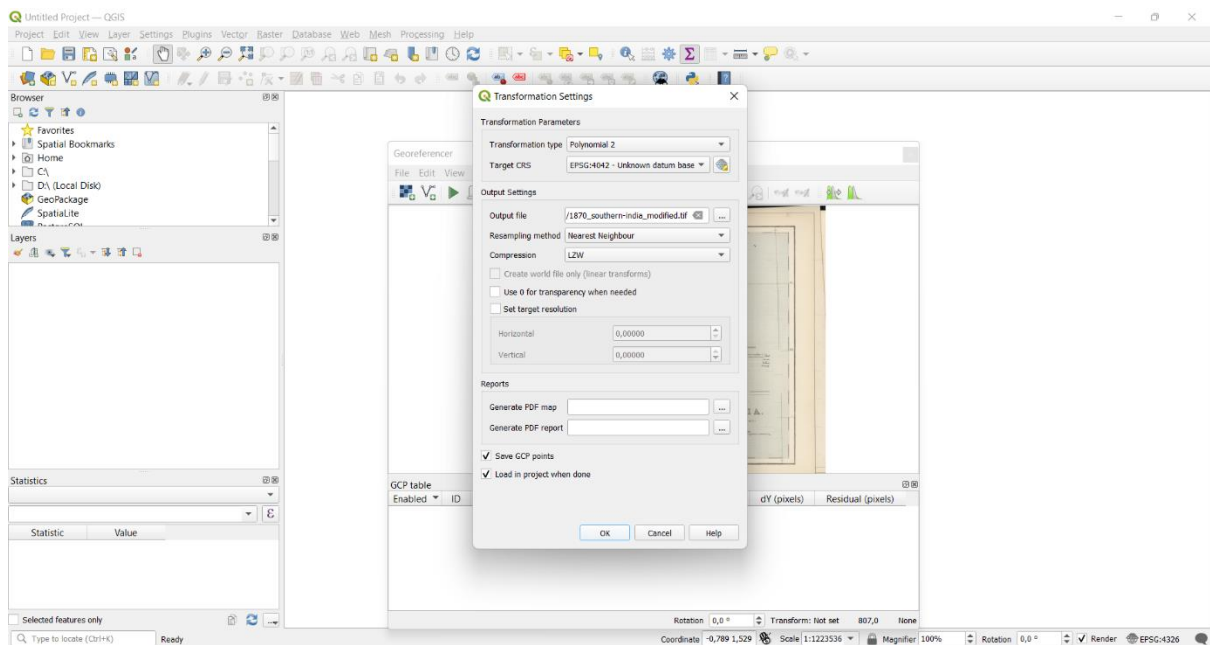 Untitled Project — QGIS
Project Edit View Layer Settings Plugins Vector Raster Database Web Mesh Processing Help
Browser
Favorites
Spatial Bookmarks
Home
C:\
D:\ (Local Disk)
GeoPackage
SpatiaLite
PostgreSQL
Layers
Statistics
Statistic Value
Selected features only
Georeferencer
File Edit View
GCP table
Enabled ID
dY (pixels) Residual (pixels)
Rotation 0,0 ° Transform: Not set 807,0 None
Transformation Settings
Transformation Parameters
Transformation type Polynomial 2
Target CRS EPSG:4042 - Unknown datum base
Output Settings
Output file /1870_southern-india_modified.tif
Resampling method Nearest Neighbour
Compression LZW
Create world file only (linear transforms)
Use 0 for transparency when needed
Set target resolution
Horizontal 0,00000
Vertical 0,00000
Reports
Generate PDF map ...
Generate PDF report ...
Save GCP points
Load in project when done
OK Cancel Help
Type to locate (Ctrl+K) Ready Coordinate -0,789 1,529 Scale 1:1223536 Magnifier 100% Rotation 0,0 ° Render EPSG:4326